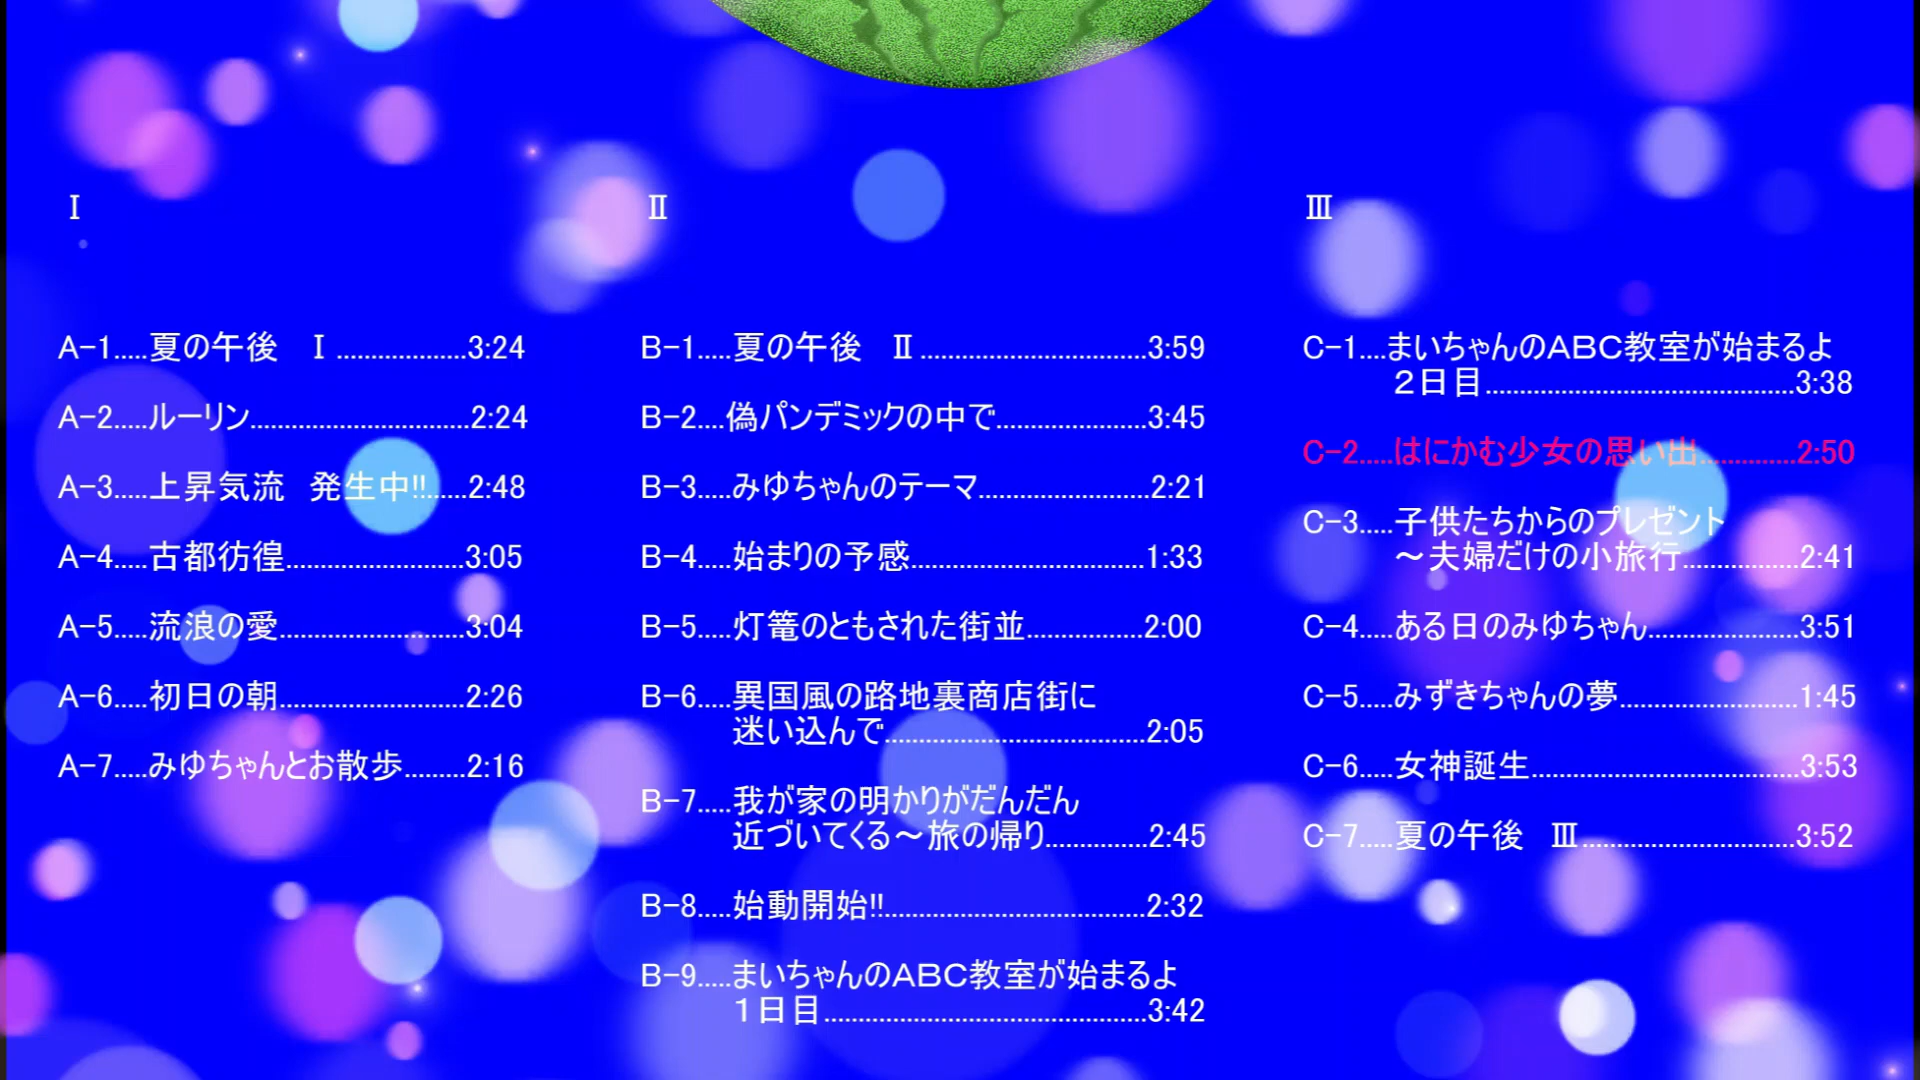 Ⅰ
A-1.....夏の午後　Ⅰ...................3:24
A-2.....ルーリン................................2:24
A-3.....上昇気流　発生中!!......2:48
A-4.....古都彷徨..........................3:05
A-5.....流浪の愛...........................3:04
A-6.....初日の朝...........................2:26
A-7.....みゆちゃんとお散歩.........2:16
Ⅱ
B-1.....夏の午後　Ⅱ.................................3:59
B-2....偽パンデミックの中で......................3:45
B-3.....みゆちゃんのテーマ.........................2:21
B-4.....始まりの予感..................................1:33
B-5.....灯篭のともされた街並.................2:00
B-6.....異国風の路地裏商店街に
迷い込んで......................................2:05
B-7.....我が家の明かりがだんだん
近づいてくる～旅の帰り...............2:45
B-8.....始動開始!!......................................2:32
B-9.....まいちゃんのABC教室が始まるよ
１日目...............................................3:42
Ⅲ
C-1....まいちゃんのABC教室が始まるよ
２日目.............................................3:38
C-2.....はにかむ少女の思い出..............2:50
C-3.....子供たちからのプレゼント
～夫婦だけの小旅行.................2:41
C-4.....ある日のみゆちゃん......................3:51
C-5.....みずきちゃんの夢..........................1:45
C-6.....女神誕生.......................................3:53
C-7.....夏の午後　Ⅲ...............................3:52